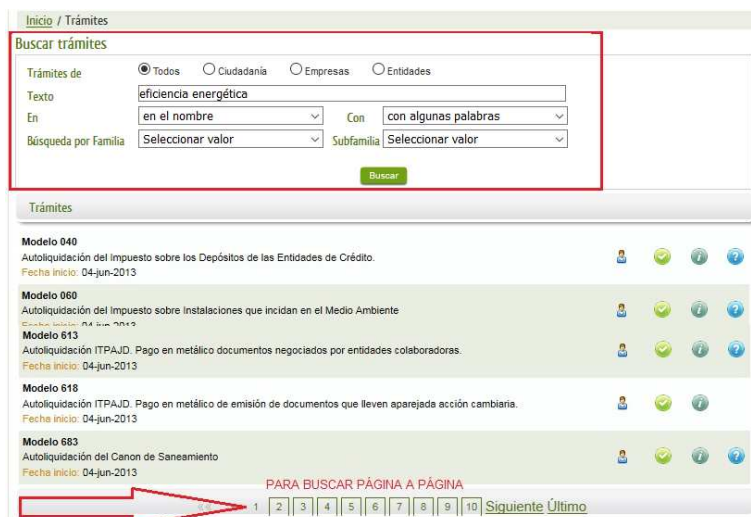 Inicio / Trámites
Buscar trámites
Trámites de Todos Ciudadanía Empresas Entidades
Texto eficiencia energética
En en el nombre Con con algunas palabras
Búsqueda por Familia Seleccionar valor Subfamilia Seleccionar valor
Buscar
Trámites
Modelo 040
Autoliquidación del Impuesto sobre los Depósitos de las Entidades de Crédito.
Fecha inicio: 04-jun-2013
Modelo 060
Autoliquidación del Impuesto sobre Instalaciones que incidan en el Medio Ambiente
Fecha inicio: 04-jun-2013
Modelo 613
Autoliquidación ITPAJD. Pago en metálico documentos negociados por entidades colaboradoras.
Fecha inicio: 04-jun-2013
Modelo 618
Autoliquidación ITPAJD. Pago en metálico de emisión de documentos que lleven aparejada acción cambiaria.
Fecha inicio: 04-jun-2013
Modelo 683
Autoliquidación del Canon de Saneamiento
Fecha inicio: 04-jun-2013
PARA BUSCAR PÁGINA A PÁGINA
1 2 3 4 5 6 7 8 9 10 Siguiente Último